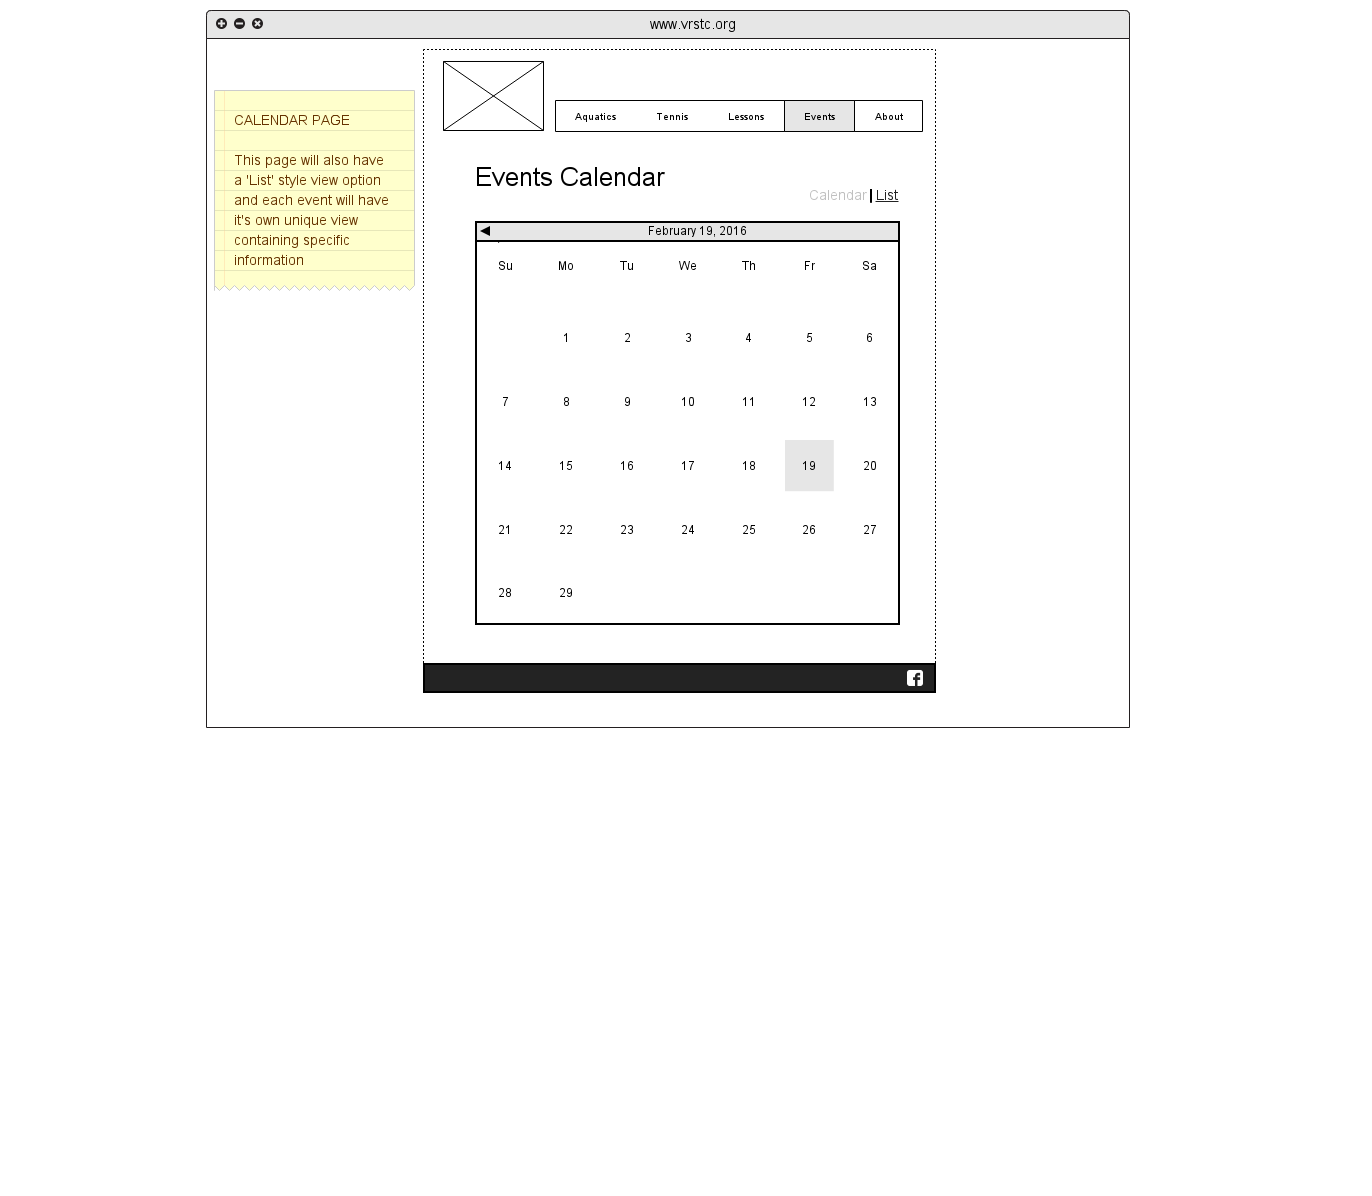 www.vrstc.org
CALENDAR PAGE
This page will also have
a 'List' style view option
and each event will have
it's own unique view
containing specific
information
Aquatics Tennis Lessons Events About
Events Calendar
Calendar List
February 19, 2016
Su Mo Tu We Th Fr Sa
1 2 3 4 5 6
7 8 9 10 11 12 13
14 15 16 17 18 19 20
21 22 23 24 25 26 27
28 29